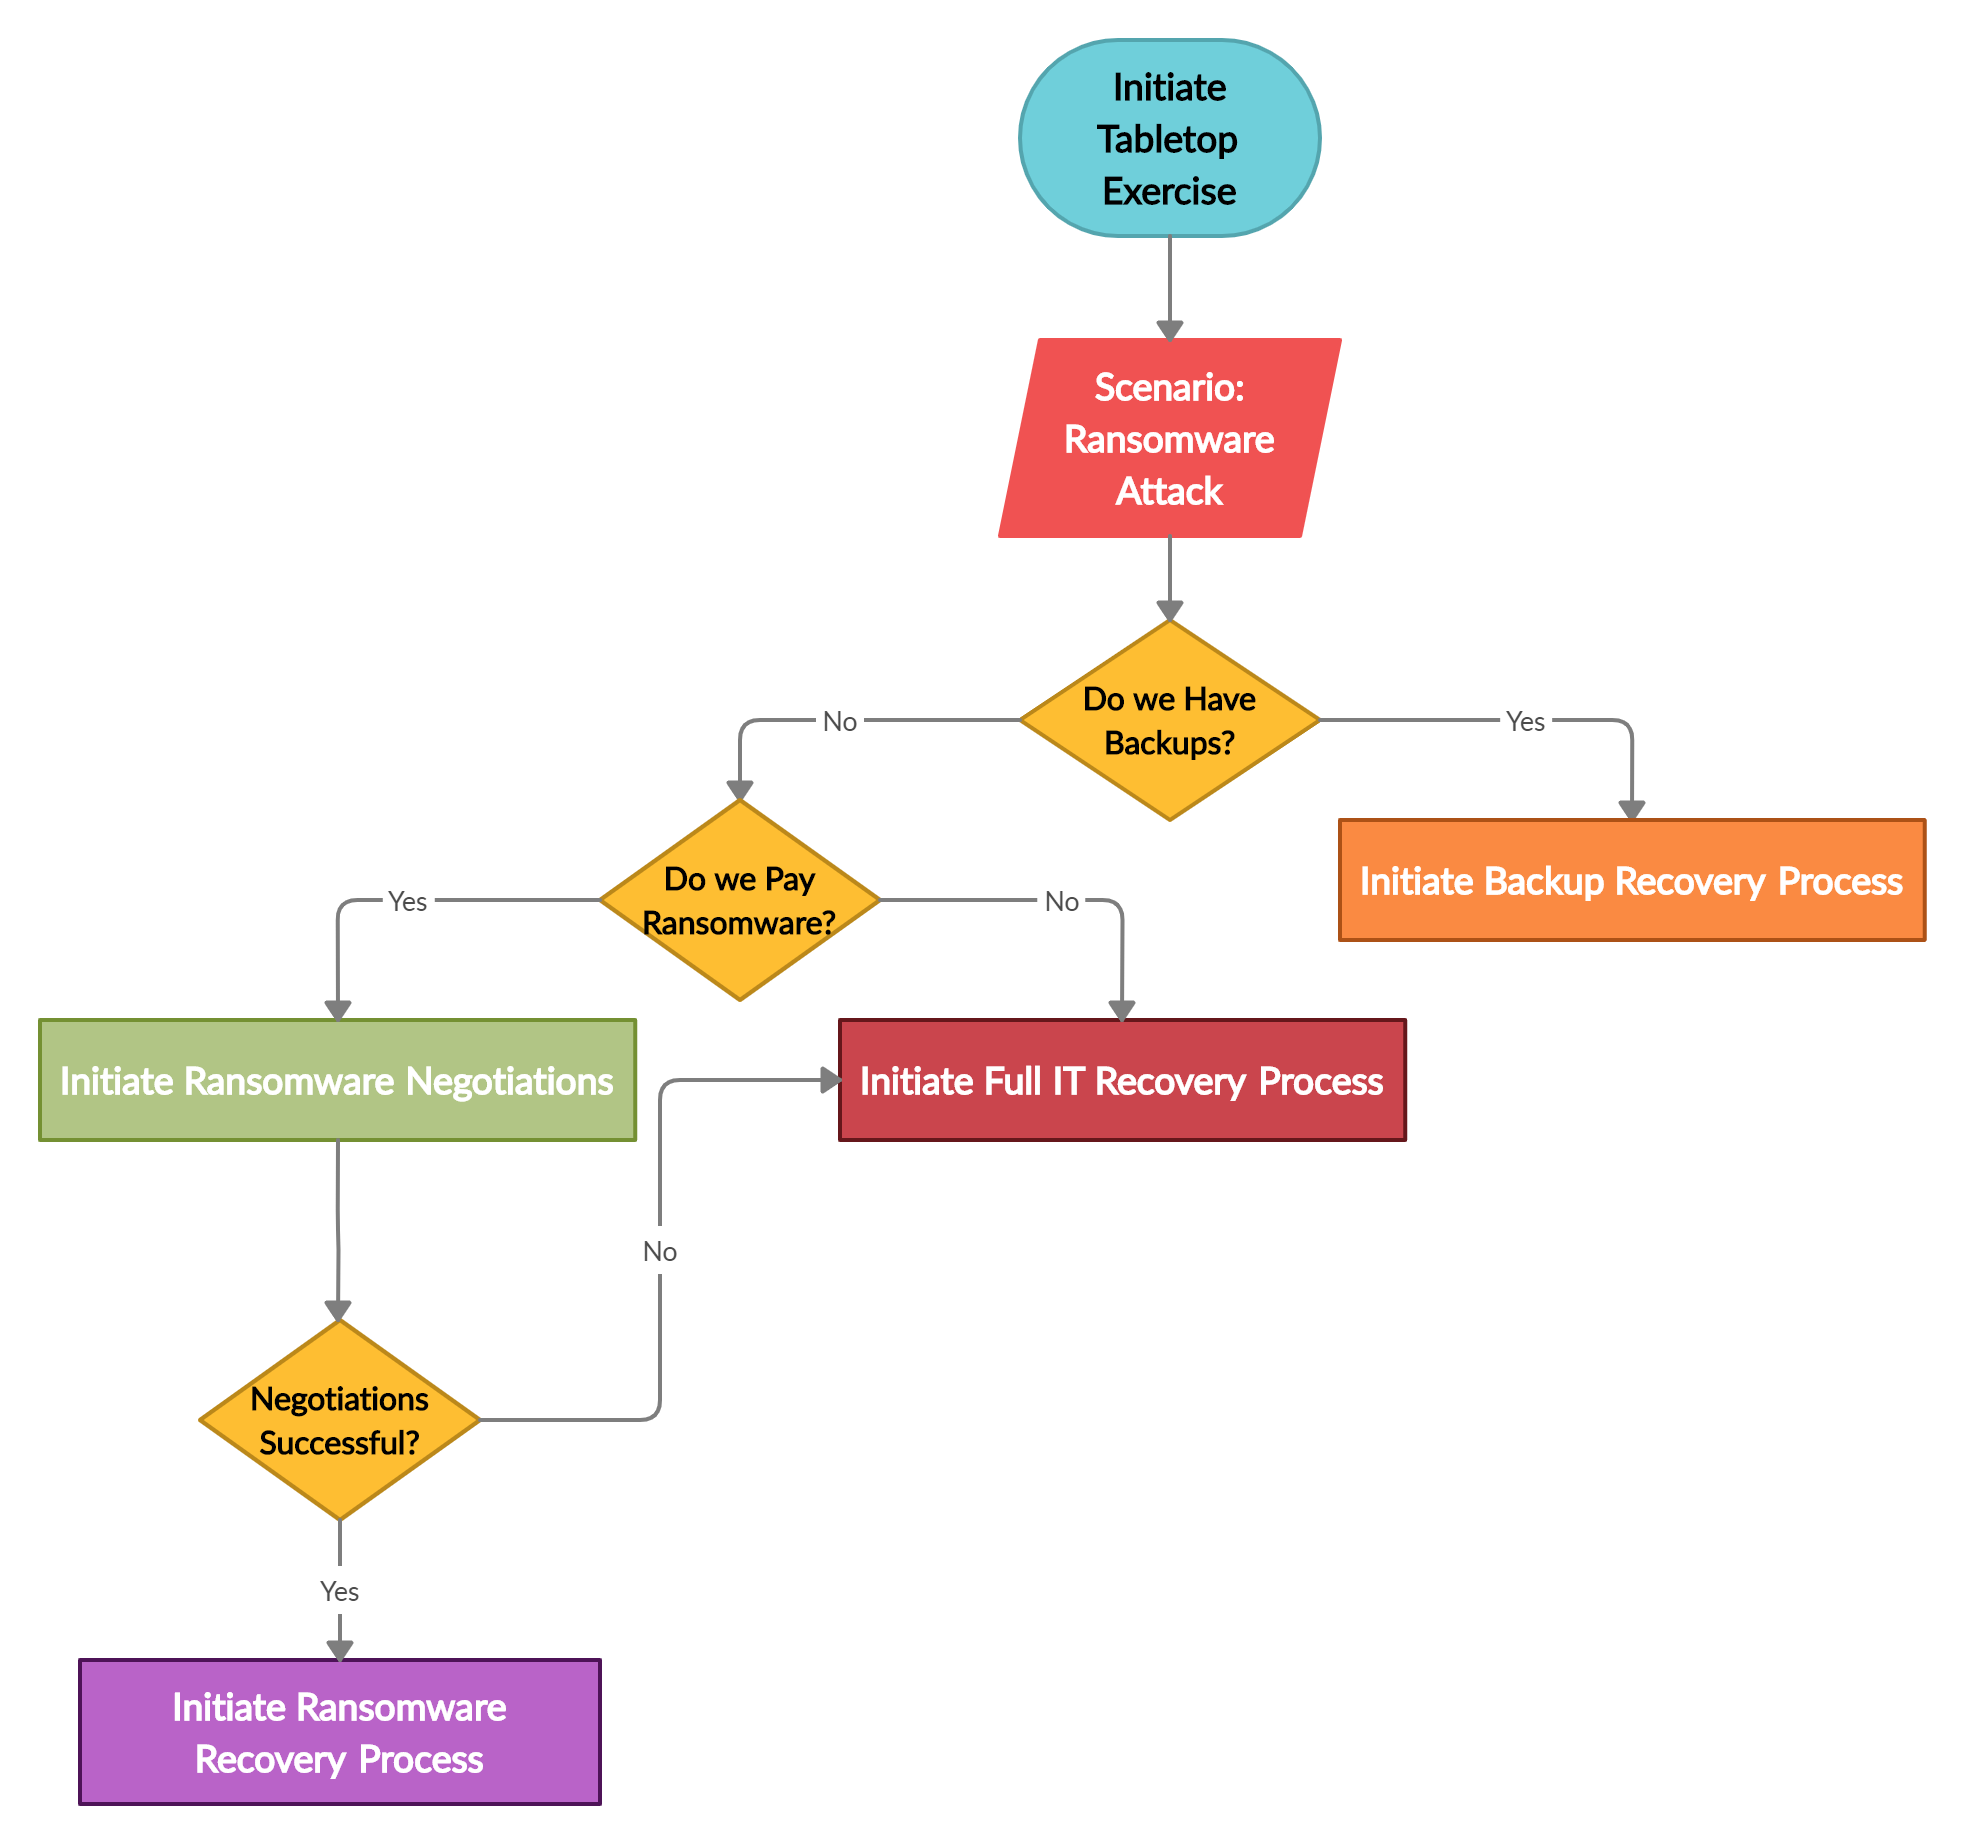 Initiate
Tabletop
Exercise
Scenario:
Ransomware
Attack
Do we Have
Backups?
No
Yes
Do we Pay
Ransomware?
Initiate Backup Recovery Process
Yes
No
Initiate Ransomware Negotiations
Initiate Full IT Recovery Process
No
Negotiations
Successful?
Yes
Initiate Ransomware
Recovery Process